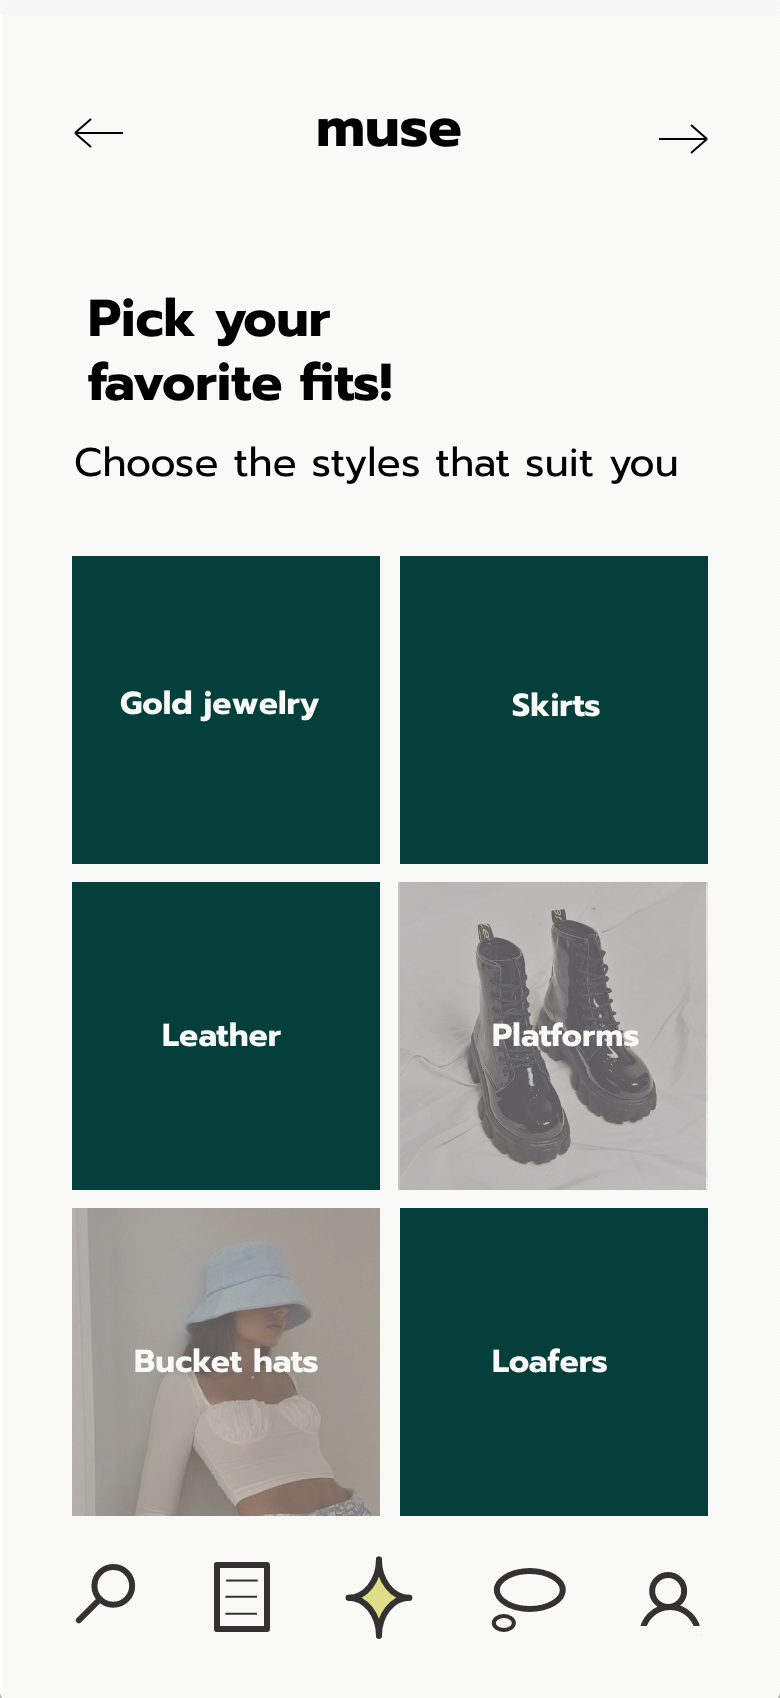 muse
Pick your
favorite fits!
Choose the styles that suit you
Gold jewelry
Skirts
Leather
Platforms
Bucket hats
Loafers